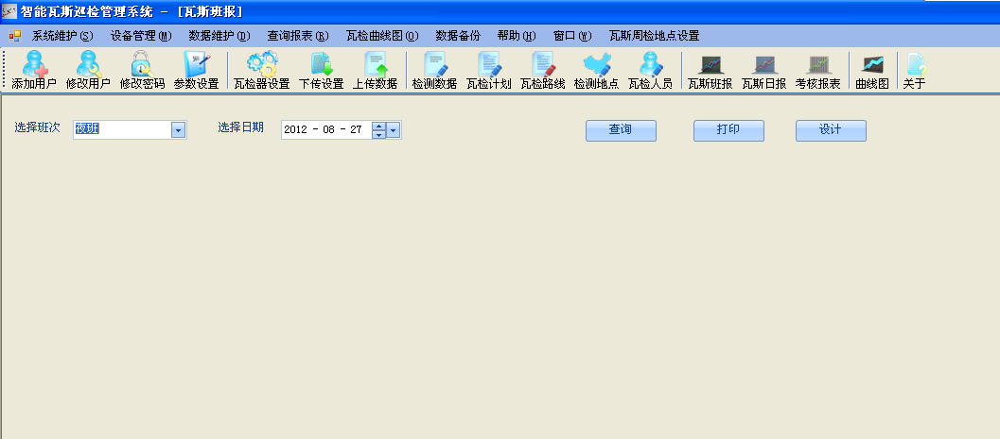 智能瓦斯巡检管理系统 - [瓦斯班报]
系统维护(S) 设备管理(M) 数据维护(D) 查询报表(R) 瓦检曲线图(O) 数据备份 帮助(H) 窗口(W) 瓦斯周检地点设置
添加用户 修改用户 修改密码 参数设置 瓦检器设置 下传设置 上传数据 检测数据 瓦检计划 瓦检路线 检测地点 瓦检人员 瓦斯班报 瓦斯日报 考核报表 曲线图 关于
选择班次 夜班 选择日期 2012 - 08 - 27 查询 打印 设计